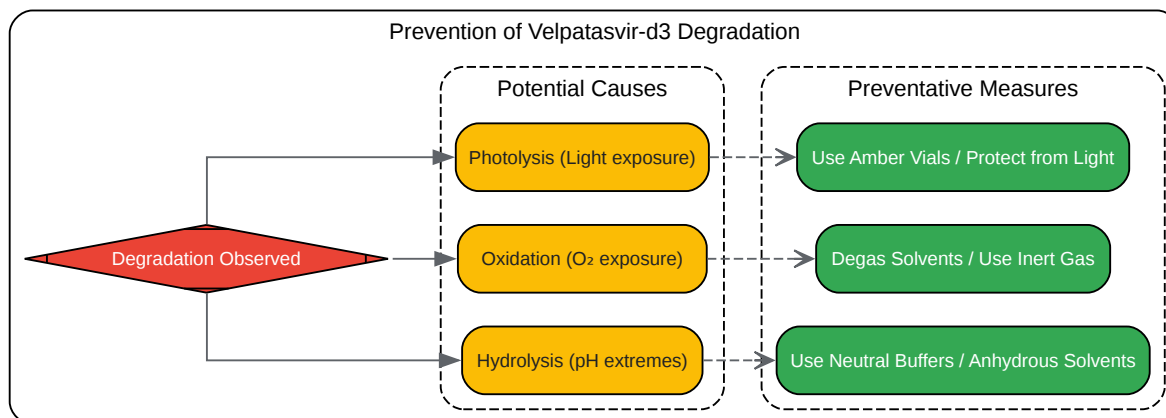 Prevention of Velpatasvir-d3 Degradation
Potential Causes
Preventative Measures
Photolysis (Light exposure)
Use Amber Vials / Protect from Light
Degradation Observed
Oxidation (O₂ exposure)
Degas Solvents / Use Inert Gas
Hydrolysis (pH extremes)
Use Neutral Buffers / Anhydrous Solvents